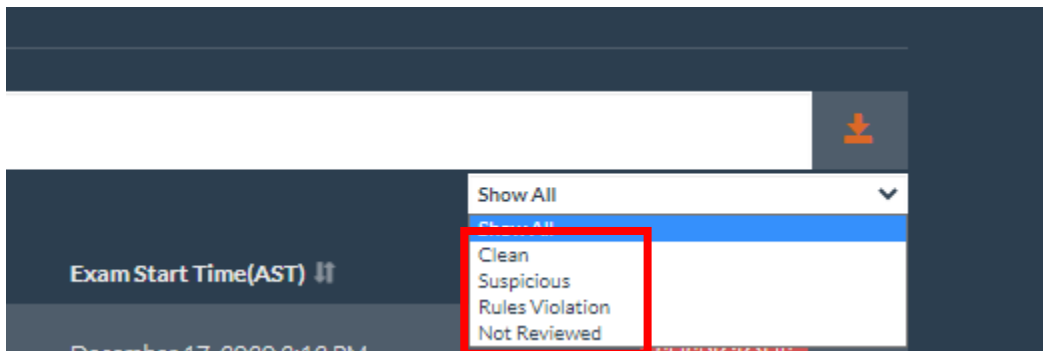 Show All
Show All
Clean
Exam Start Time(AST)
Suspicious
Rules Violation
Not Reviewed